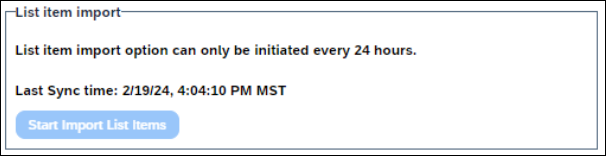 List item import
List item import option can only be initiated every 24 hours.
Last Sync time: 2/19/24, 4:04:10 PM MST
Start Import List Items